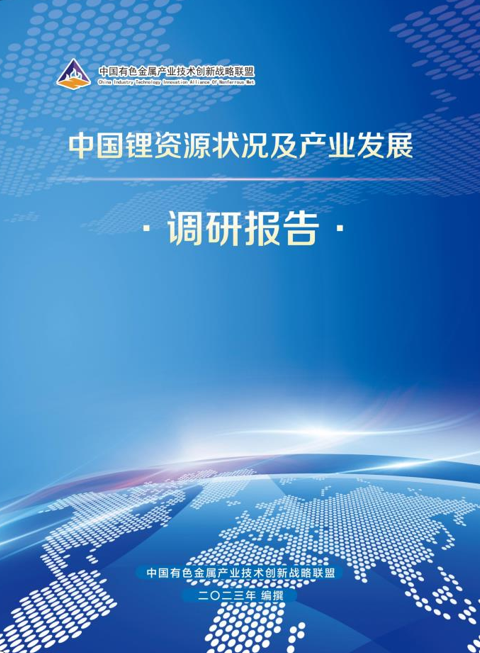 中国有色金属产业技术创新战略联盟
China Industry Technology Innovation Alliance Of Nonferrous Met
中国锂资源状况及产业发展
·调研报告·
中国有色金属产业技术创新战略联盟
二〇二三年 编撰